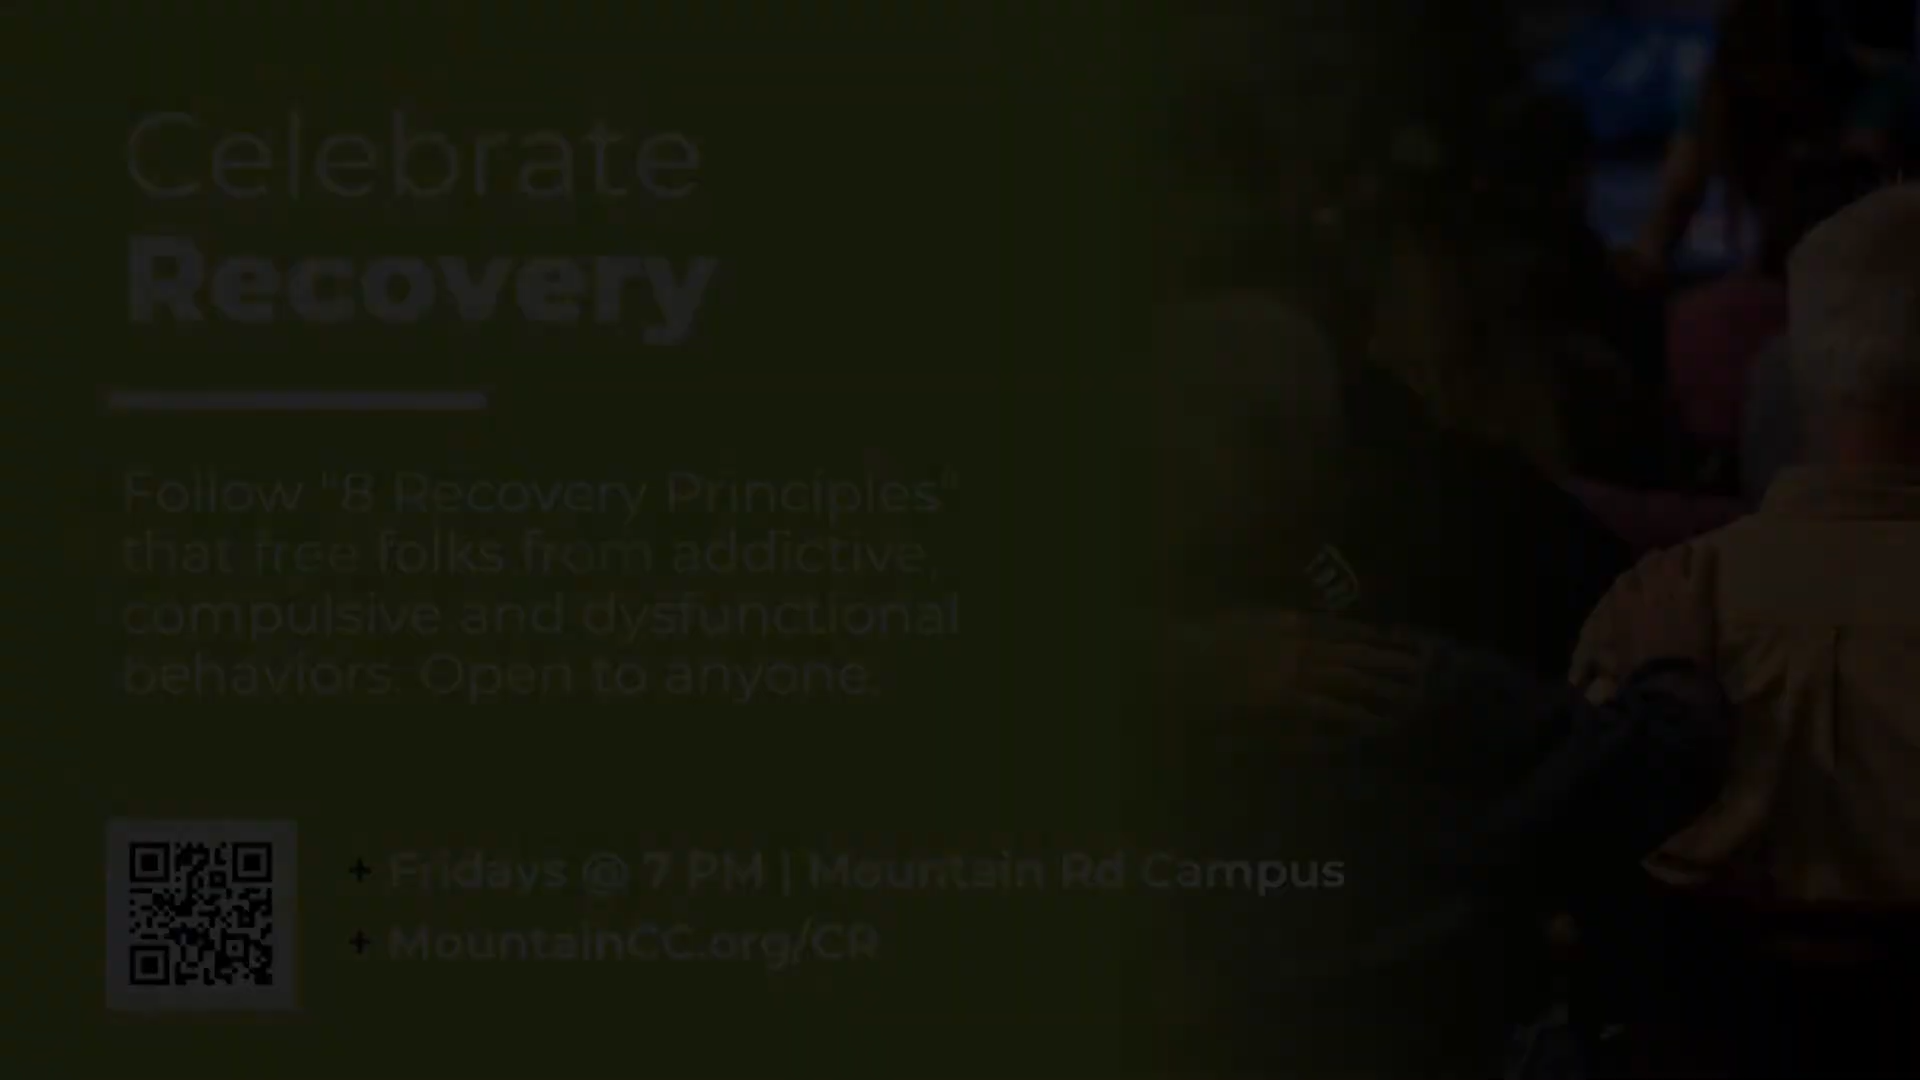 Celebrate
Recovery
Follow "8 Recovery Principles"
that free folks from addictive,
compulsive and dysfunctional
behaviors. Open to anyone.
+ Fridays @ 7 PM | Mountain Rd Campus
+ MountainCC.org/CR